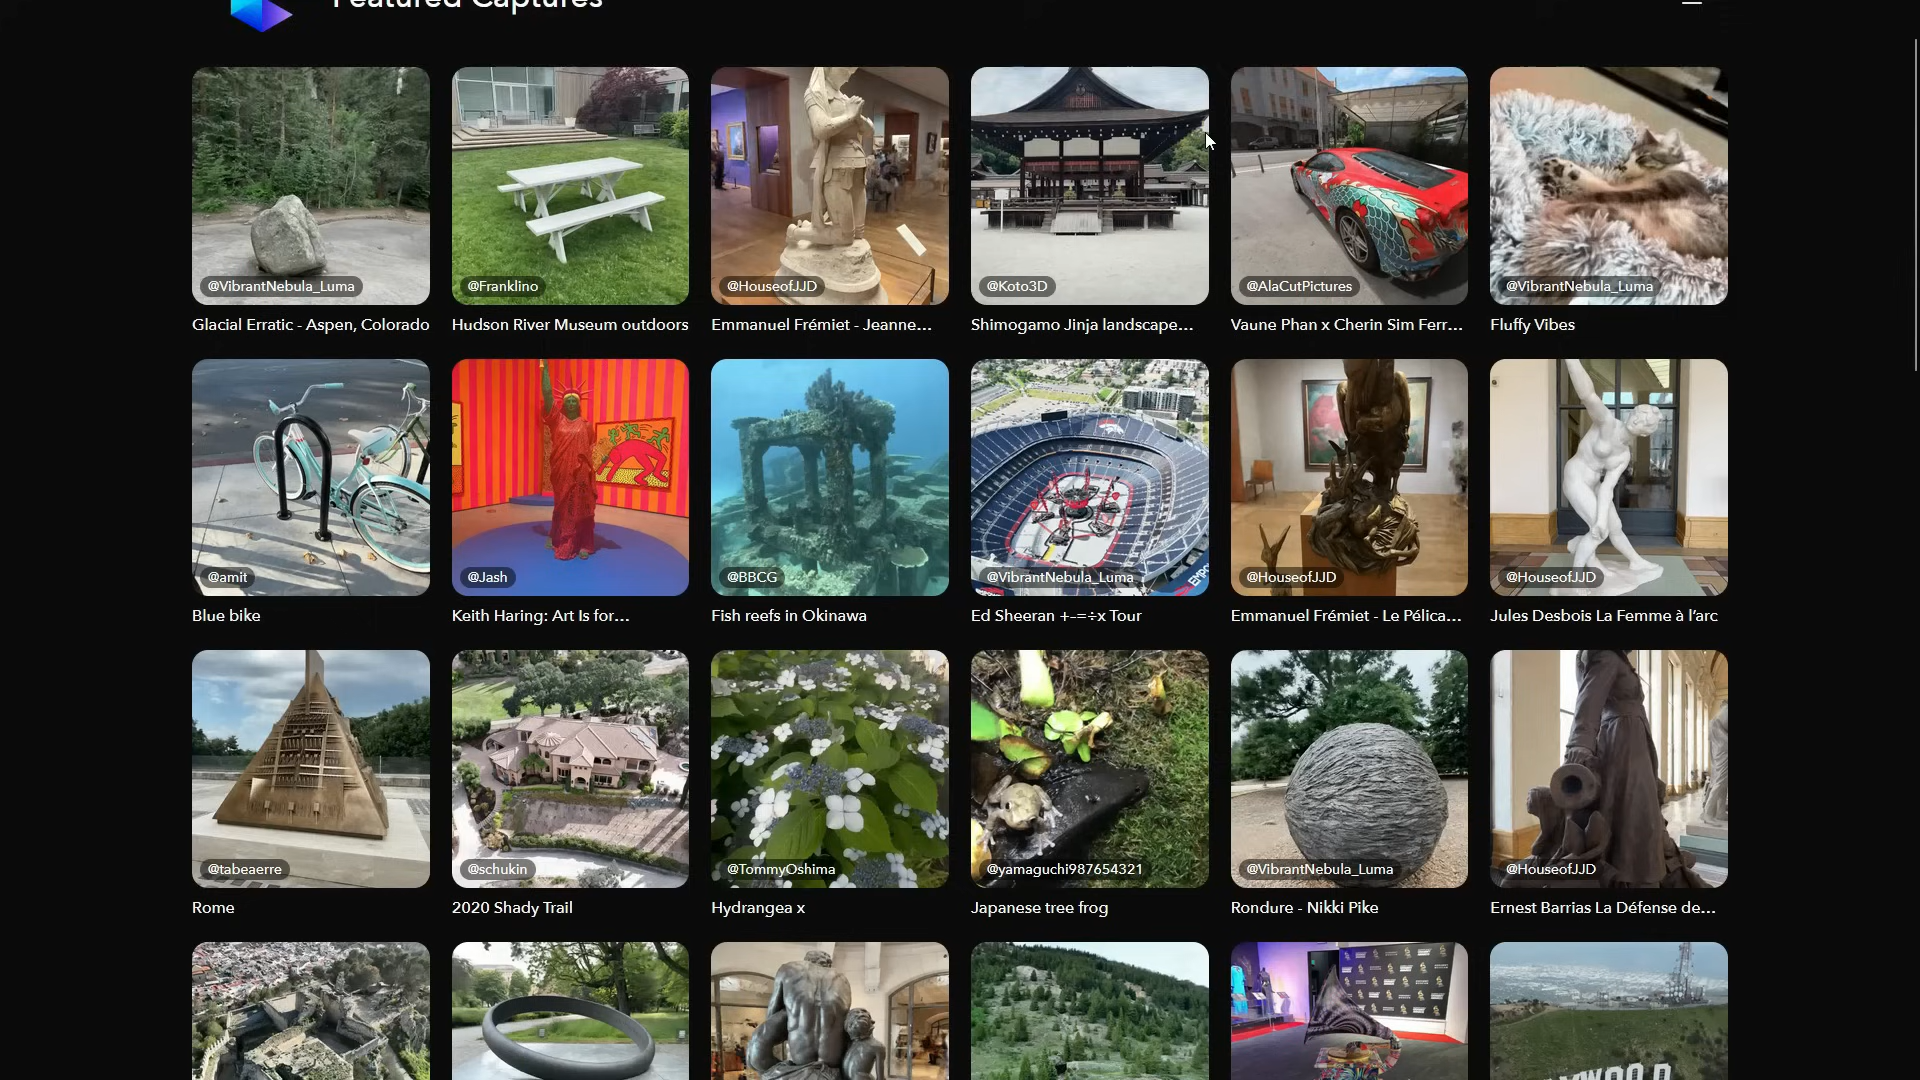 Featured Captures
@VibrantNebula_Luma
@Franklino
@HouseofJJD
@Koto3D
@AlaCutPictures
@VibrantNebula_Luma
Glacial Erratic - Aspen, Colorado
Hudson River Museum outdoors
Emmanuel Frémiet - Jeanne...
Shimogamo Jinja landscape...
Vaune Phan x Cherin Sim Ferr...
Fluffy Vibes
@amit
@Jash
@BBCG
@VibrantNebula_Luma
@HouseofJJD
@HouseofJJD
Blue bike
Keith Haring: Art Is for...
Fish reefs in Okinawa
Ed Sheeran +-=÷x Tour
Emmanuel Frémiet - Le Pélica...
Jules Desbois La Femme à l’arc
@tabeaerre
@schukin
@TommyOshima
@yamaguchi987654321
@VibrantNebula_Luma
@HouseofJJD
Rome
2020 Shady Trail
Hydrangea x
Japanese tree frog
Rondure - Nikki Pike
Ernest Barrias La Défense de...